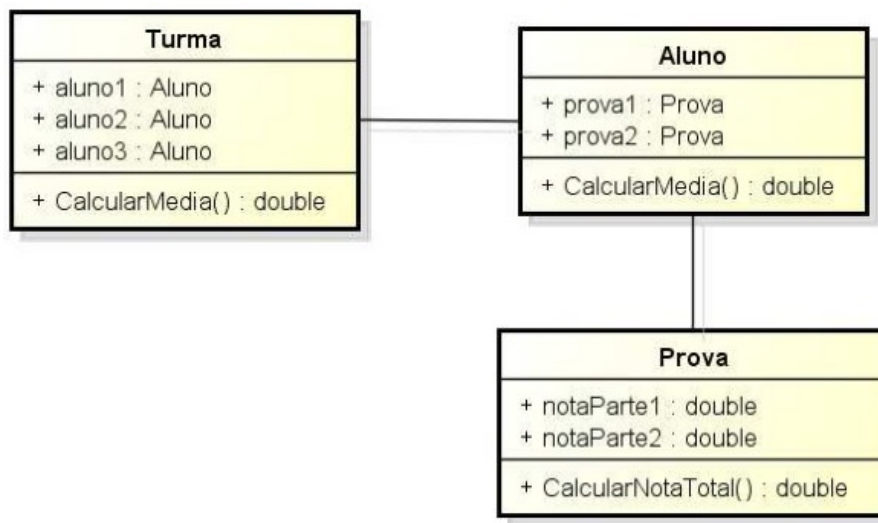 Turma
+ aluno1 : Aluno
+ aluno2 : Aluno
+ aluno3 : Aluno
+ CalcularMedia() : double
Aluno
+ prova1 : Prova
+ prova2 : Prova
+ CalcularMedia() : double
Prova
+ notaParte1 : double
+ notaParte2 : double
+ CalcularNotaTotal() : double